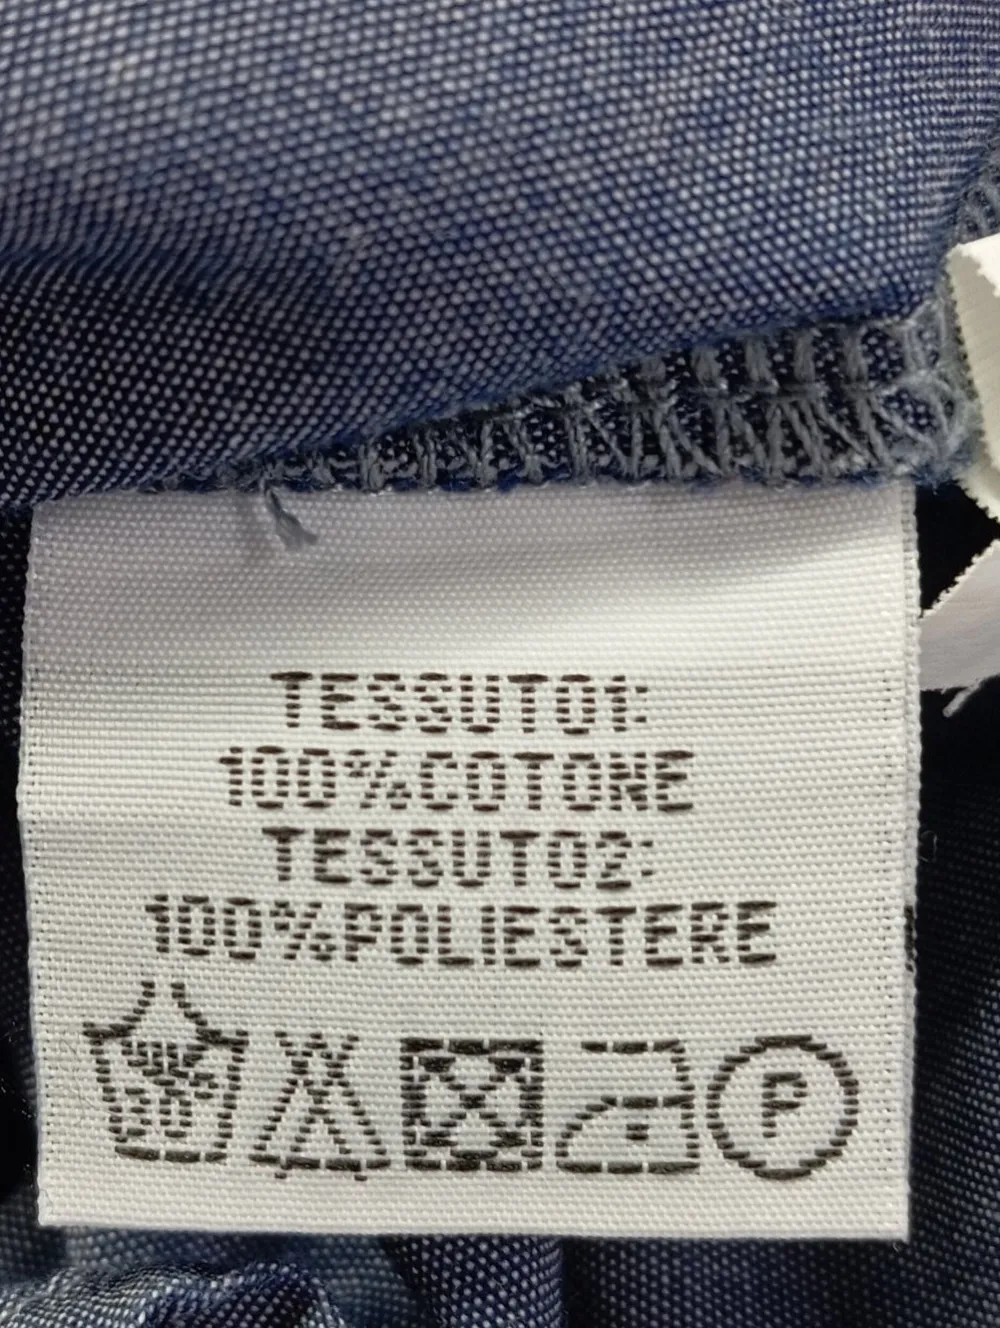 TESSUTO1:
100%COTONE
TESSUTO2:
100%POLIESTERE
P